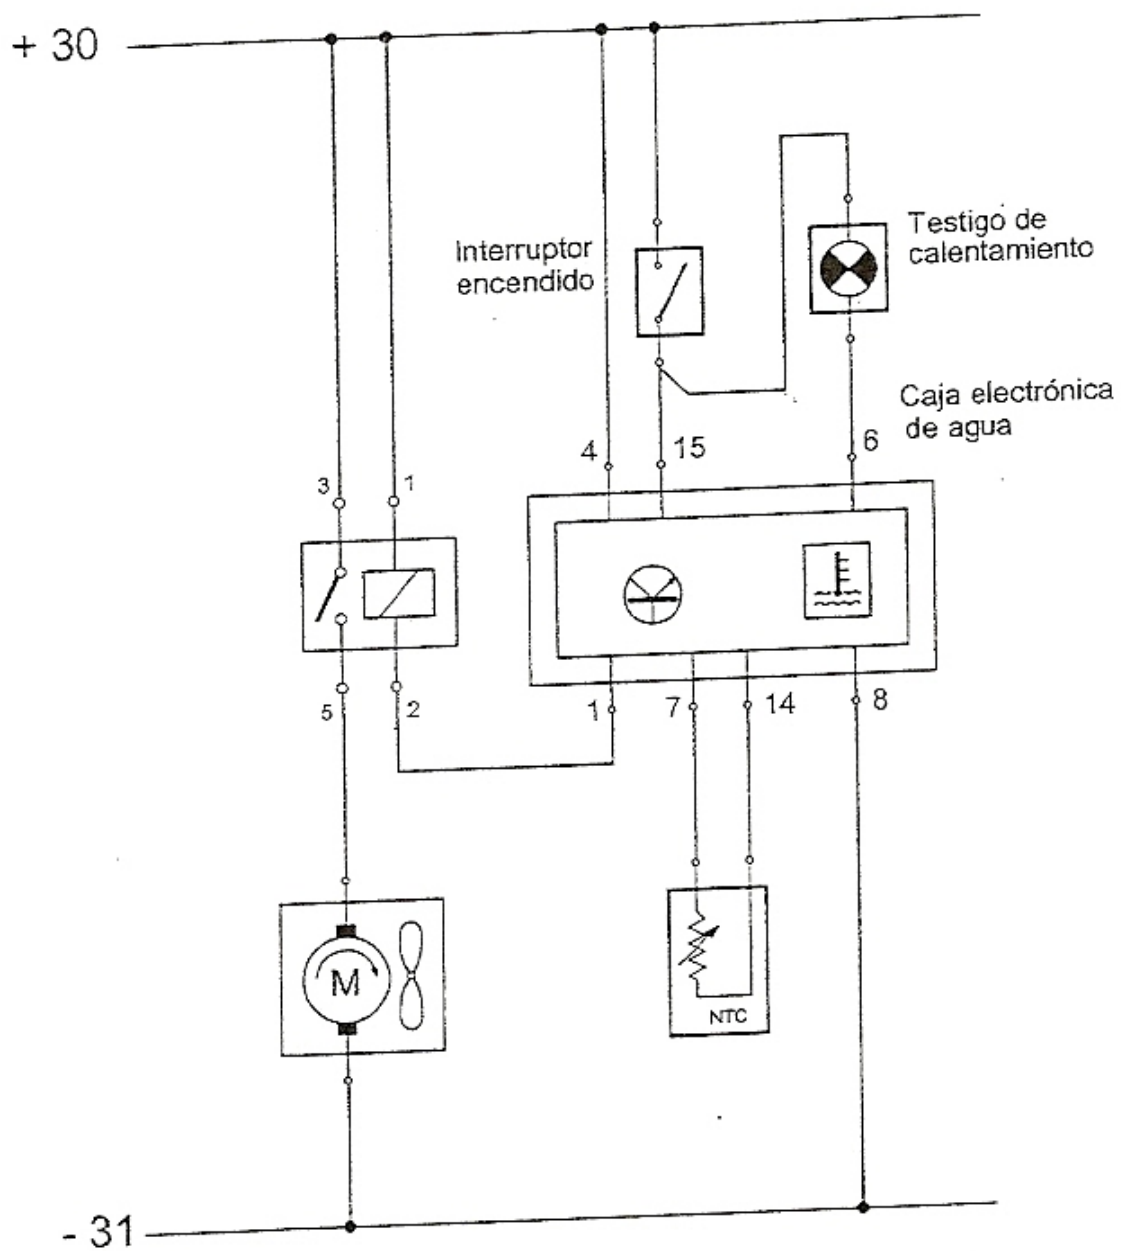 + 30
Interruptor
encendido
Testigo de
calentamiento
Caja electrónica
de agua
4
15
6
3
1
5
2
1
7
14
8
M
NTC
- 31